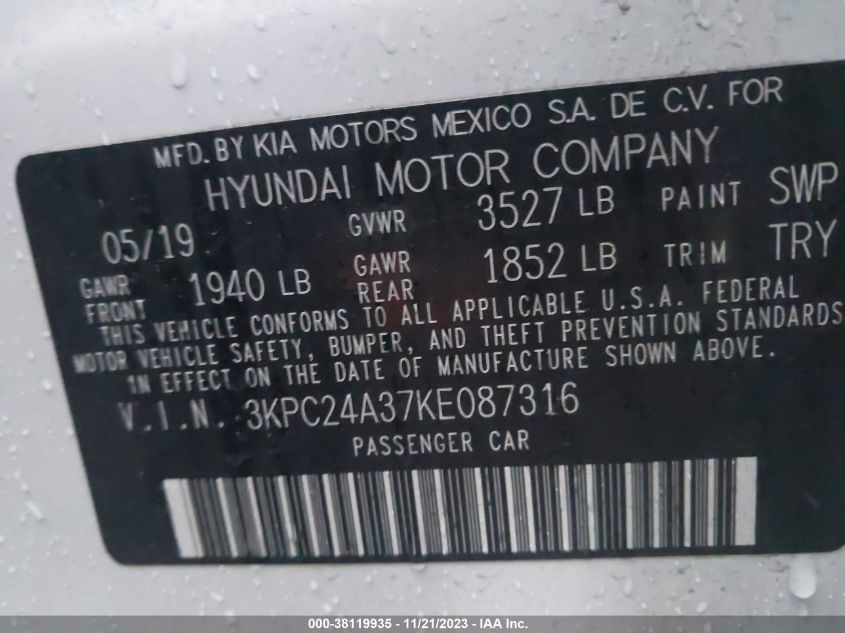 MFD. BY KIA MOTORS MEXICO S.A. DE C.V. FOR
HYUNDAI MOTOR COMPANY
05/19 GVWR 3527 LB PAINT SWP
GAWR FRONT 1940 LB GAWR REAR 1852 LB TRIM TRY
THIS VEHICLE CONFORMS TO ALL APPLICABLE U.S.A. FEDERAL
MOTOR VEHICLE SAFETY, BUMPER, AND THEFT PREVENTION STANDARDS
IN EFFECT ON THE DATE OF MANUFACTURE SHOWN ABOVE.
V.I.N. 3KPC24A37KE087316
PASSENGER CAR
000-38119935 - 11/21/2023 - IAA Inc.